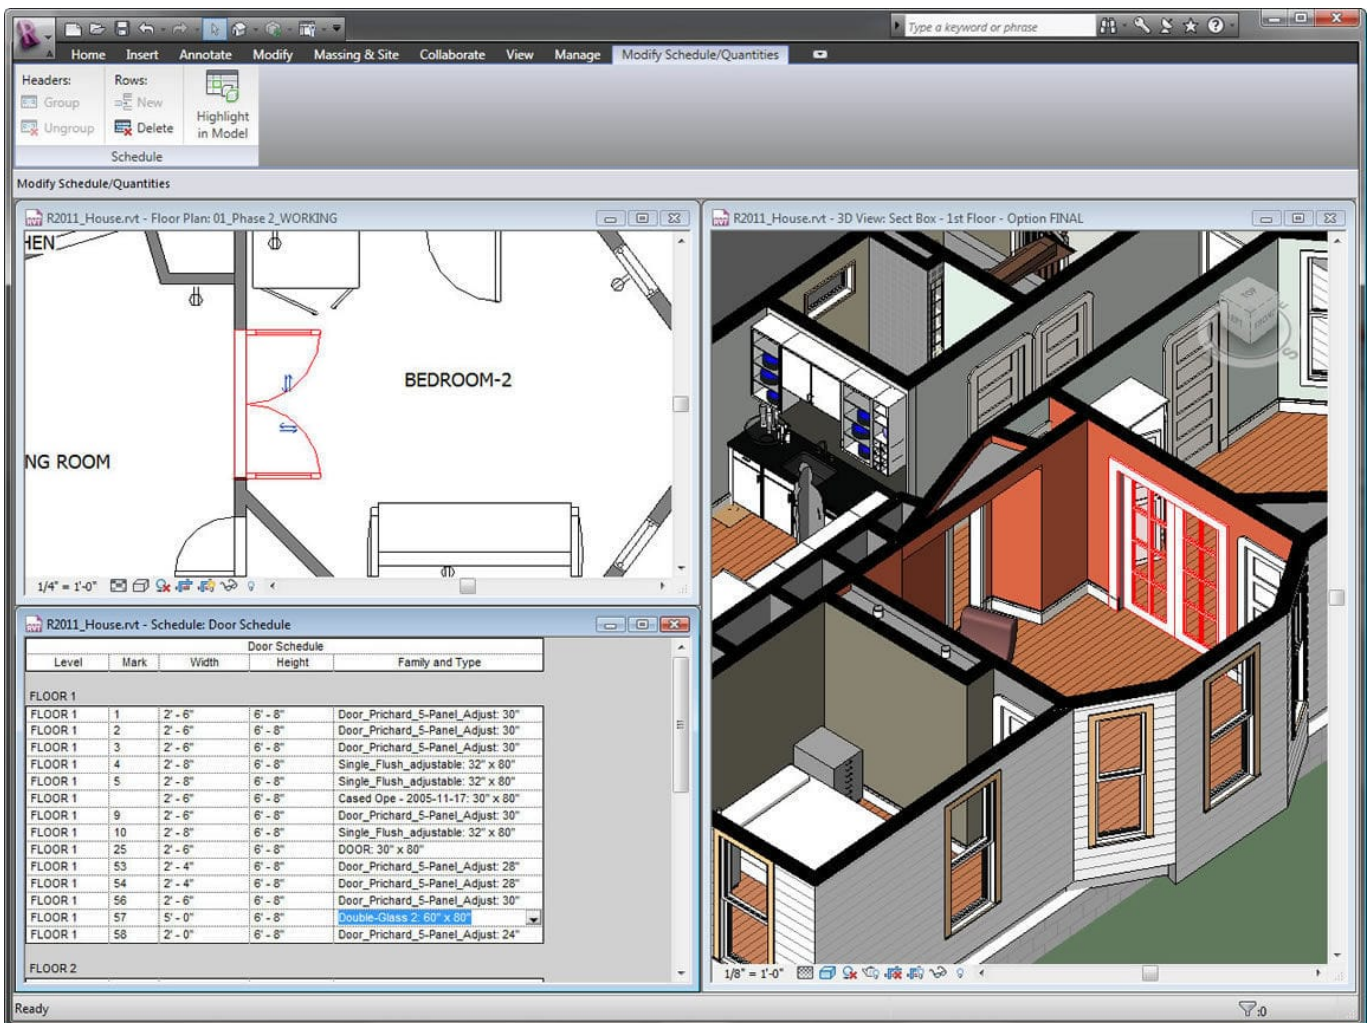 Type a keyword or phrase
Home Insert Annotate Modify Massing & Site Collaborate View Manage Modify Schedule/Quantities
Headers: Rows:
Group New
Ungroup Delete
Highlight in Model
Schedule
Modify Schedule/Quantities
R2011_House.rvt - Floor Plan: 01_Phase 2_WORKING
HEN
BEDROOM-2
NG ROOM
1/4" = 1'-0"
R2011_House.rvt - Schedule: Door Schedule
Door Schedule
Level Mark Width Height Family and Type
FLOOR 1
FLOOR 1 1 2' - 6" 6' - 8" Door_Prichard_5-Panel_Adjust: 30"
FLOOR 1 2 2' - 6" 6' - 8" Door_Prichard_5-Panel_Adjust: 30"
FLOOR 1 3 2' - 6" 6' - 8" Door_Prichard_5-Panel_Adjust: 30"
FLOOR 1 4 2' - 8" 6' - 8" Single_Flush_adjustable: 32" x 80"
FLOOR 1 5 2' - 8" 6' - 8" Single_Flush_adjustable: 32" x 80"
FLOOR 1 2' - 6" 6' - 8" Cased Ope - 2005-11-17: 30" x 80"
FLOOR 1 9 2' - 6" 6' - 8" Door_Prichard_5-Panel_Adjust: 30"
FLOOR 1 10 2' - 8" 6' - 8" Single_Flush_adjustable: 32" x 80"
FLOOR 1 25 2' - 6" 6' - 8" DOOR: 30" x 80"
FLOOR 1 53 2' - 4" 6' - 8" Door_Prichard_5-Panel_Adjust: 28"
FLOOR 1 54 2' - 4" 6' - 8" Door_Prichard_5-Panel_Adjust: 28"
FLOOR 1 56 2' - 6" 6' - 8" Door_Prichard_5-Panel_Adjust: 30"
FLOOR 1 57 5' - 0" 6' - 8" Double-Glass 2: 60" x 80"
FLOOR 1 58 2' - 0" 6' - 8" Door_Prichard_5-Panel_Adjust: 24"
FLOOR 2
R2011_House.rvt - 3D View: Sect Box - 1st Floor - Option FINAL
TOP
FRONT
S
1/8" = 1'-0"
Ready
:0